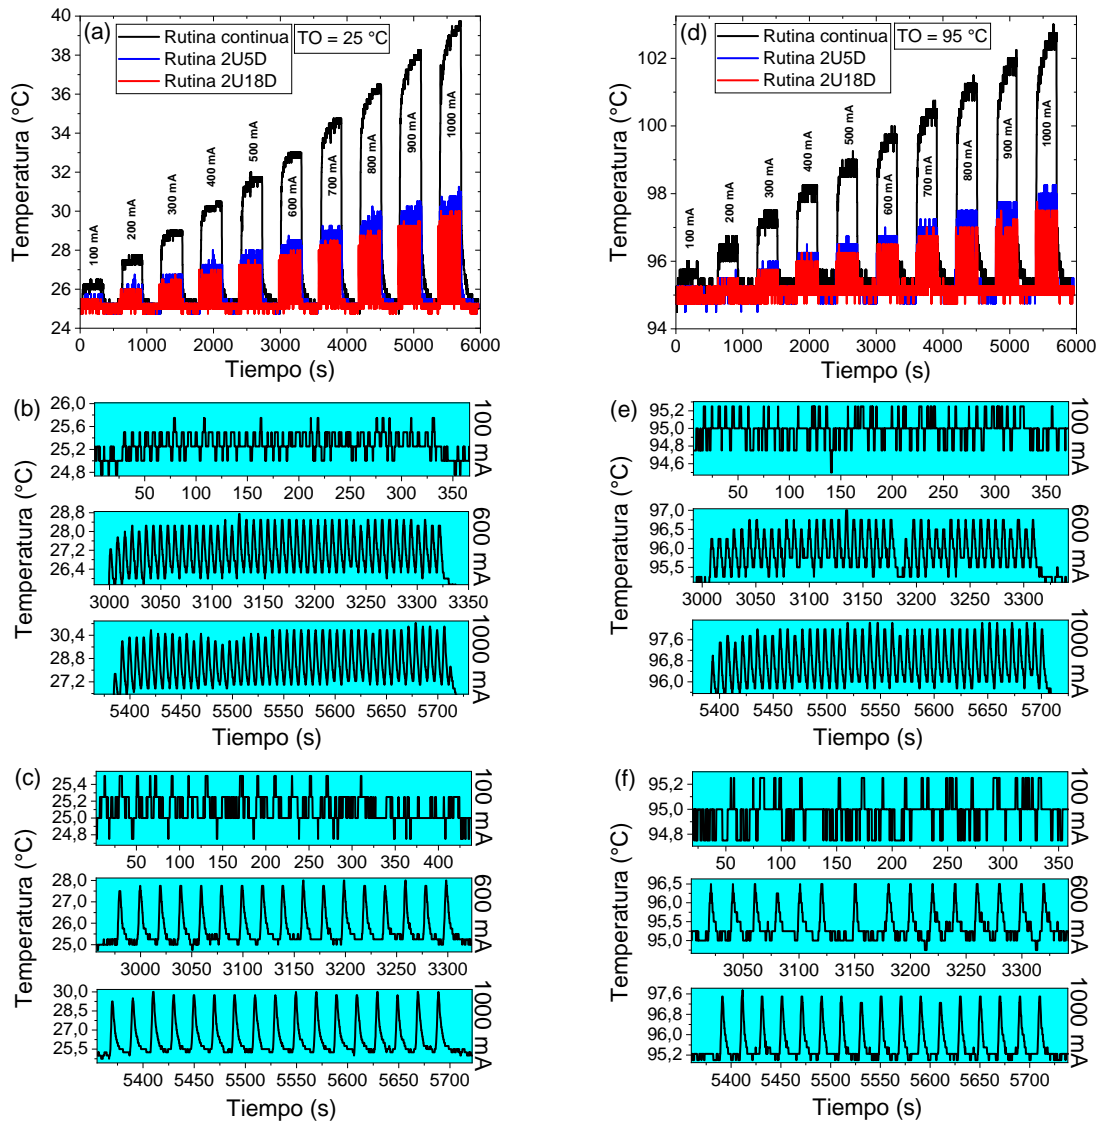 (a)
Rutina continua
Rutina 2U5D
Rutina 2U18D
TO = 25 °C
40
38
36
34
32
30
28
26
24
Temperatura (°C)
100 mA
200 mA
300 mA
400 mA
500 mA
600 mA
700 mA
800 mA
900 mA
1000 mA
0 1000 2000 3000 4000 5000 6000
Tiempo (s)
(d)
Rutina continua
Rutina 2U5D
Rutina 2U18D
TO = 95 °C
102
100
98
96
94
Temperatura (°C)
100 mA
200 mA
300 mA
400 mA
500 mA
600 mA
700 mA
800 mA
900 mA
1000 mA
0 1000 2000 3000 4000 5000 6000
Tiempo (s)
(b)
Temperatura (°C)
26,0
25,6
25,2
24,8
100 mA
50 100 150 200 250 300 350
28,8
28,0
27,2
26,4
600 mA
3000 3050 3100 3150 3200 3250 3300 3350
30,4
28,8
27,2
1000 mA
5400 5450 5500 5550 5600 5650 5700
Tiempo (s)
(e)
Temperatura (°C)
95,2
95,0
94,8
94,6
100 mA
50 100 150 200 250 300 350
97,0
96,5
96,0
95,5
600 mA
2995 3050 3100 3150 3200 3250 3300
97,6
96,8
96,0
1000 mA
5400 5450 5500 5550 5600 5650 5700
Tiempo (s)
(c)
Temperatura (°C)
25,4
25,2
25,0
24,8
100 mA
50 100 150 200 250 300 350 400
28,0
27,0
26,0
25,0
600 mA
3000 3050 3100 3150 3200 3250 3300
30,0
28,5
27,0
25,5
1000 mA
5400 5450 5500 5550 5600 5650 5700
Tiempo (s)
(f)
Temperatura (°C)
95,2
95,0
94,8
100 mA
50 100 150 200 250 300 350
96,5
96,0
95,5
95,0
600 mA
3050 3100 3150 3200 3250 3300
97,6
96,8
96,0
95,2
1000 mA
5400 5450 5500 5550 5600 5650 5700
Tiempo (s)